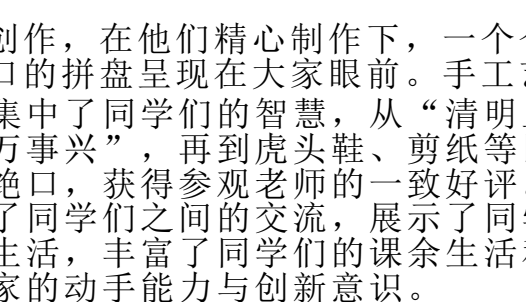 创作，在他们精心制作下，一个
口的拼盘呈现在大家眼前。手工
集中了同学们的智慧，从“清明
万事兴”，再到虎头鞋、剪纸等
绝口，获得参观老师的一致好评
了同学们之间的交流，展示了同
生活，丰富了同学们的课余生活
家的动手能力与创新意识。